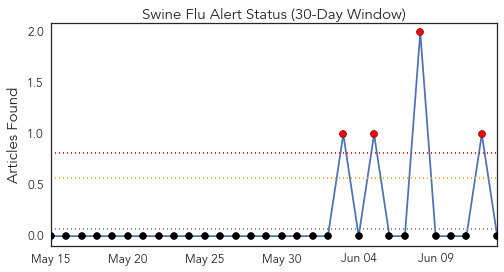 Swine Flu Alert Status (30-Day Window)
Articles Found
2.0
1.5
1.0
0.5
0.0
May 15
May 20
May 25
May 30
Jun 04
Jun 09